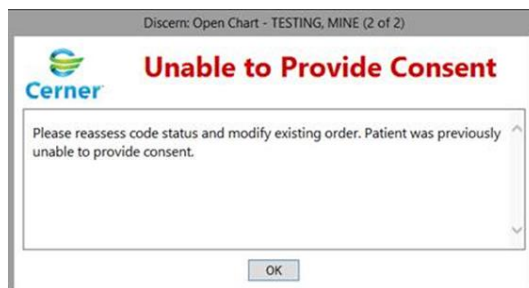 Discern: Open Chart - TESTING, MINE (2 of 2)
Cerner
Unable to Provide Consent
Please reassess code status and modify existing order. Patient was previously
unable to provide consent.
OK